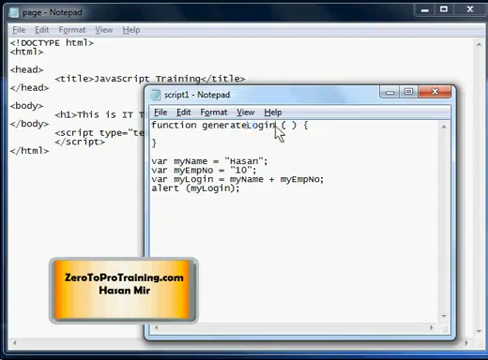 page - Notepad
File Edit Format View Help
<!DOCTYPE html>
<html>
<head>
<title>JavaScript Training</title>
</head>
<body>
<h1>This is IT
</body>
<script type="te
</script>
</html>
script1 - Notepad
File Edit Format View Help
function generateLogin ( ) {
}
var myName = "Hasan";
var myEmpNo = "10";
var myLogin = myName + myEmpNo;
alert (myLogin);
ZeroToProTraining.com
Hasan Mir